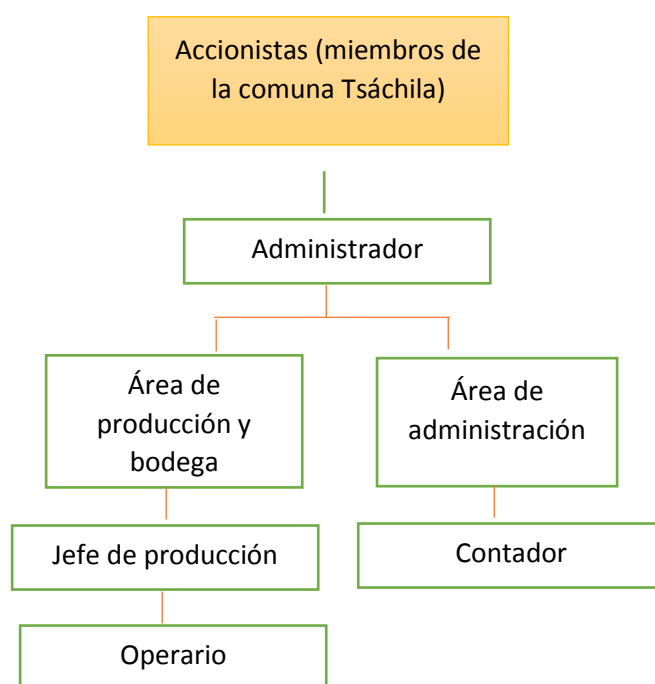 Accionistas (miembros de
la comuna Tsáchila)
Administrador
Área de
producción y
bodega
Área de
administración
Jefe de producción
Contador
Operario